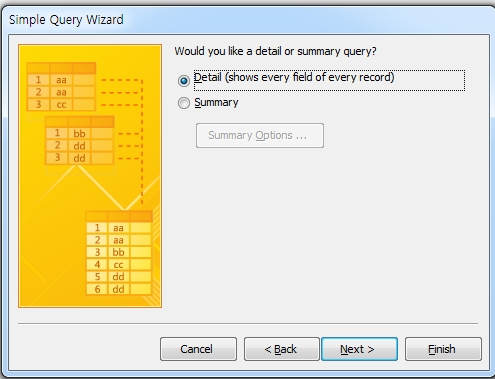 Simple Query Wizard
Would you like a detail or summary query?
Detail (shows every field of every record)
Summary
Summary Options ...
1 aa
2 aa
3 cc
1 bb
2 dd
3 dd
1 aa
2 aa
3 bb
4 cc
5 dd
6 dd
Cancel
< Back
Next >
Finish